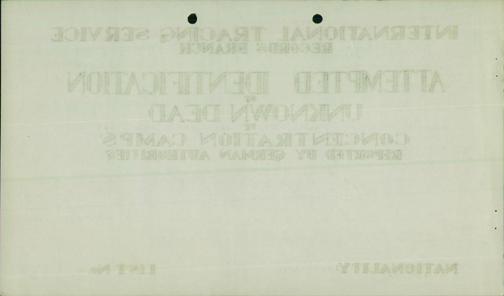 INTERNATIONAL TRACING SERVICE
RECORDS BRANCH
ATTEMPTED IDENTIFICATION
OF
UNKNOWN DEAD
IN
CONCENTRATION CAMPS
REPORTED BY GERMAN AUTHORITIES
NATIONALITY
LIST No